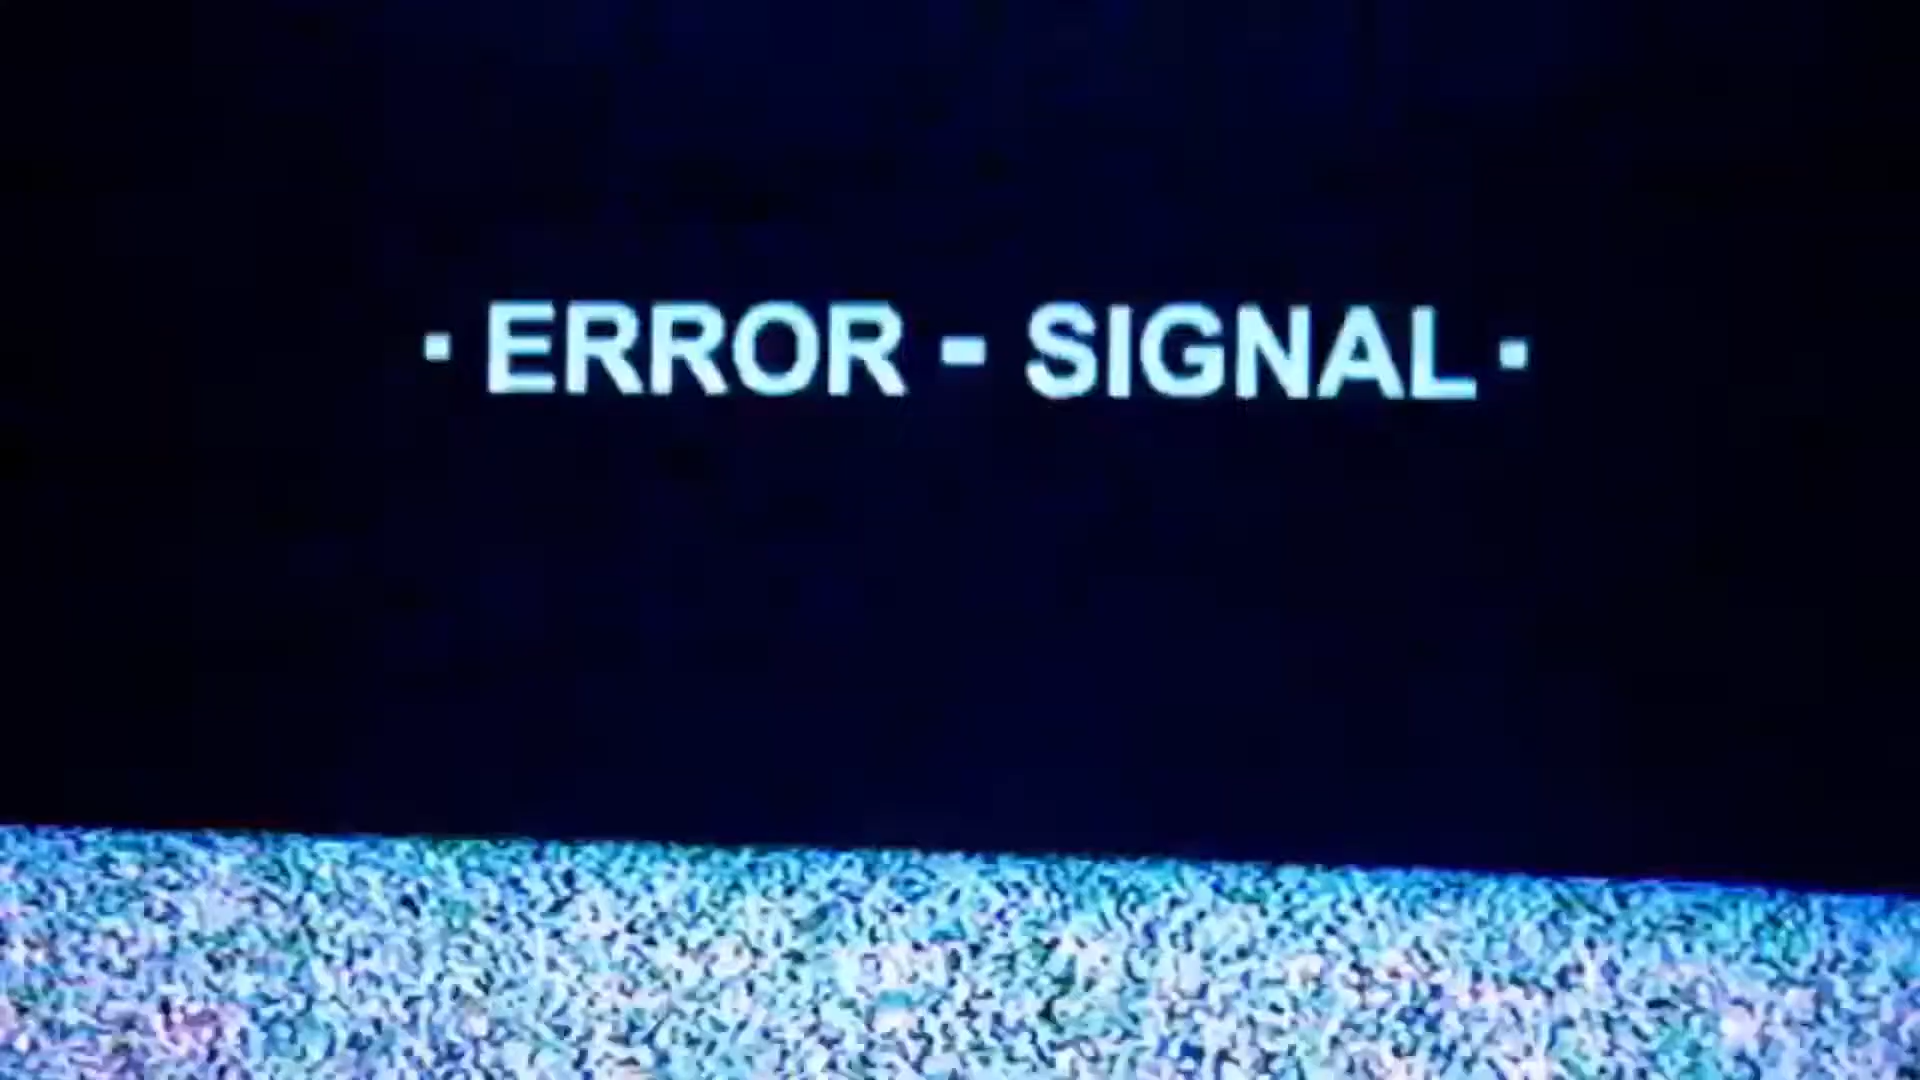 · ERROR - SIGNAL ·